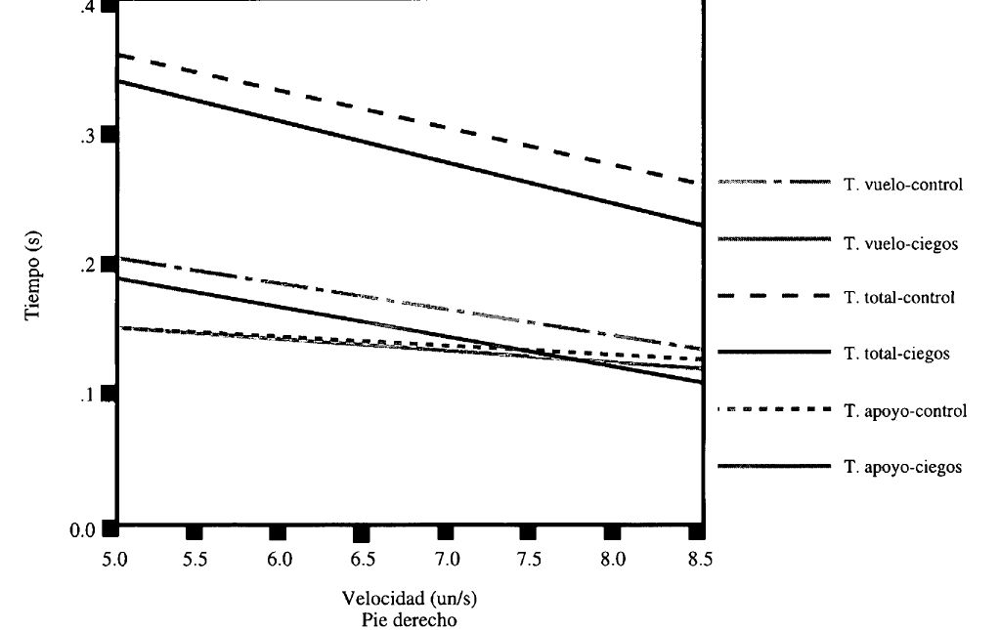 .4
.3
.2
.1
0.0
Tiempo (s)
5.0 5.5 6.0 6.5 7.0 7.5 8.0 8.5
Velocidad (un/s)
Pie derecho
T. vuelo-control
T. vuelo-ciegos
T. total-control
T. total-ciegos
T. apoyo-control
T. apoyo-ciegos